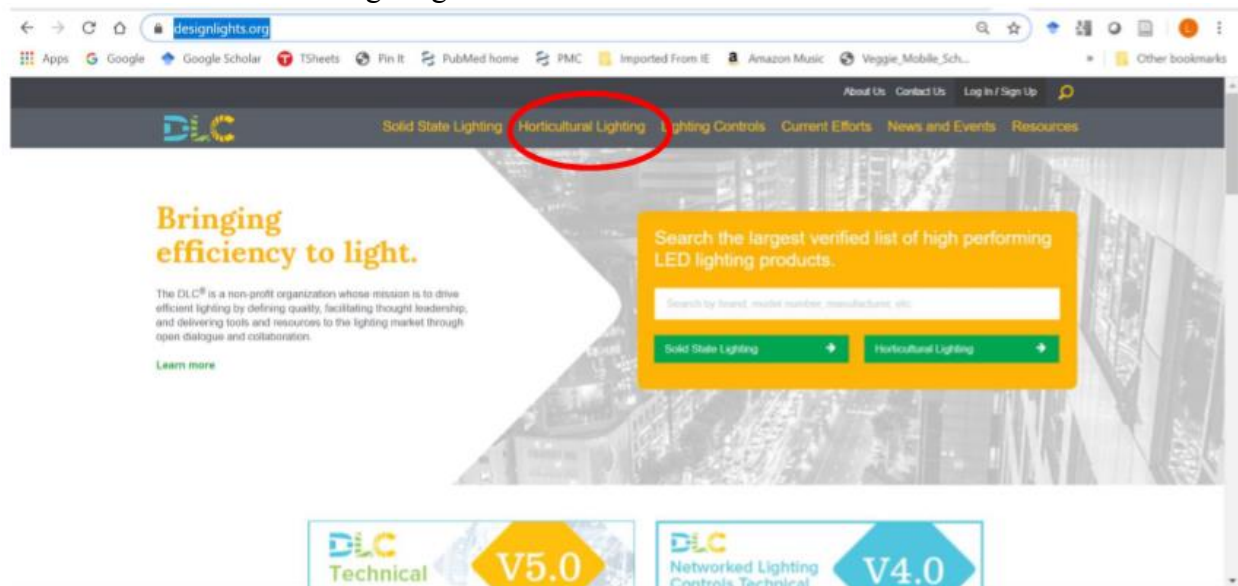 designlights.org
Apps Google Google Scholar TSheets Pin It PubMed home PMC Imported From IE Amazon Music Veggie_Mobile_Sch... » Other bookmarks
About Us Contact Us Log In / Sign Up
DLC Solid State Lighting Horticultural Lighting Lighting Controls Current Efforts News and Events Resources
Bringing
efficiency to light.
The DLC® is a non-profit organization whose mission is to drive
efficient lighting by defining quality, facilitating thought leadership,
and delivering tools and resources to the lighting market through
open dialogue and collaboration.
Learn more
Search the largest verified list of high performing
LED lighting products.
Search by brand, model number, manufacturer, etc.
Solid State Lighting Horticultural Lighting
DLC
Technical
V5.0
DLC
Networked Lighting
Controls Technical
V4.0